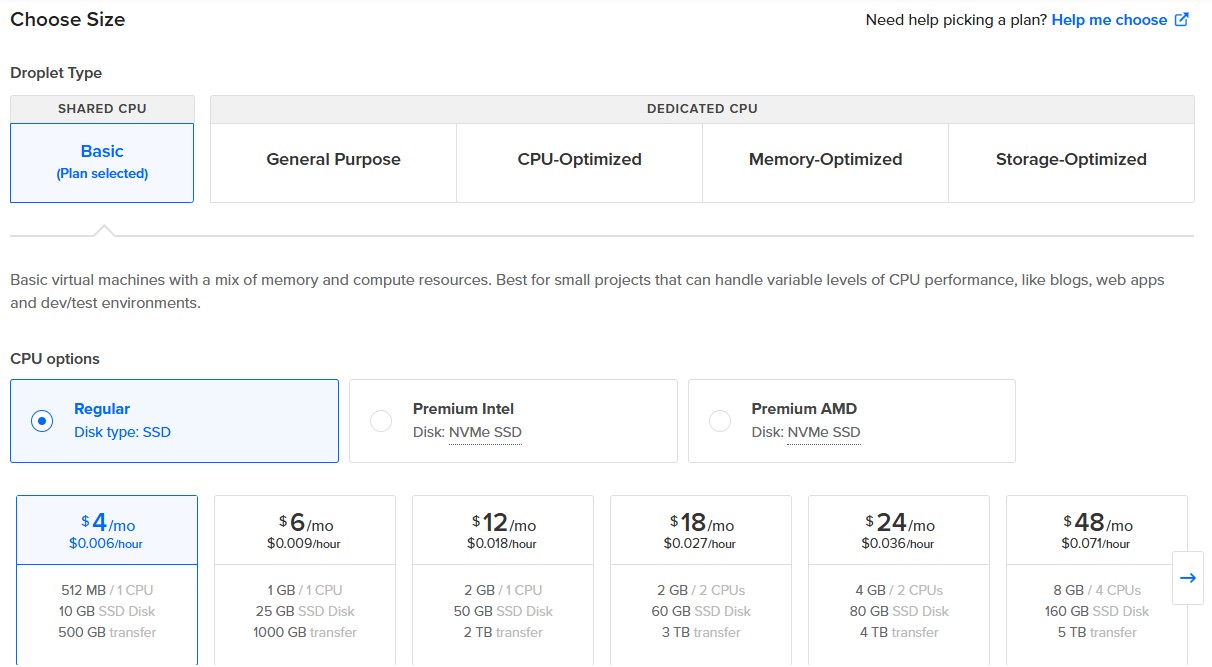 Choose Size
Need help picking a plan? Help me choose
Droplet Type
SHARED CPU
DEDICATED CPU
Basic
(Plan selected)
General Purpose
CPU-Optimized
Memory-Optimized
Storage-Optimized
Basic virtual machines with a mix of memory and compute resources. Best for small projects that can handle variable levels of CPU performance, like blogs, web apps
and dev/test environments.
CPU options
Regular
Disk type: SSD
Premium Intel
Disk: NVMe SSD
Premium AMD
Disk: NVMe SSD
$4/mo
$0.006/hour
512 MB / 1 CPU
10 GB SSD Disk
500 GB transfer
$6/mo
$0.009/hour
1 GB / 1 CPU
25 GB SSD Disk
1000 GB transfer
$12/mo
$0.018/hour
2 GB / 1 CPU
50 GB SSD Disk
2 TB transfer
$18/mo
$0.027/hour
2 GB / 2 CPUs
60 GB SSD Disk
3 TB transfer
$24/mo
$0.036/hour
4 GB / 2 CPUs
80 GB SSD Disk
4 TB transfer
$48/mo
$0.071/hour
8 GB / 4 CPUs
160 GB SSD Disk
5 TB transfer